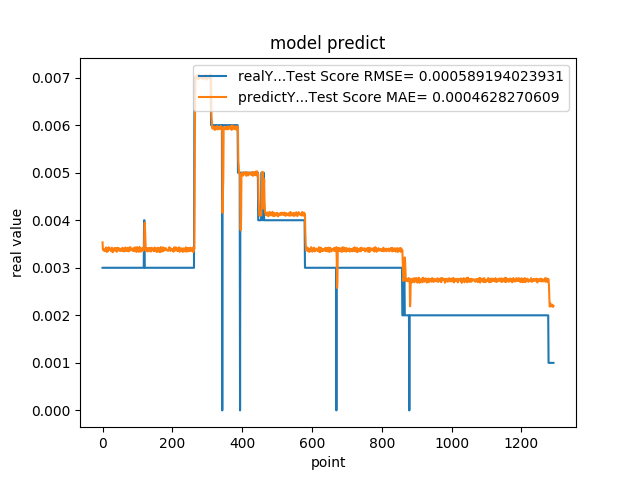 model predict
realY...Test Score RMSE= 0.000589194023931
predictY...Test Score MAE= 0.0004628270609
real value
0.007
0.006
0.005
0.004
0.003
0.002
0.001
0.000
0 200 400 600 800 1000 1200
point